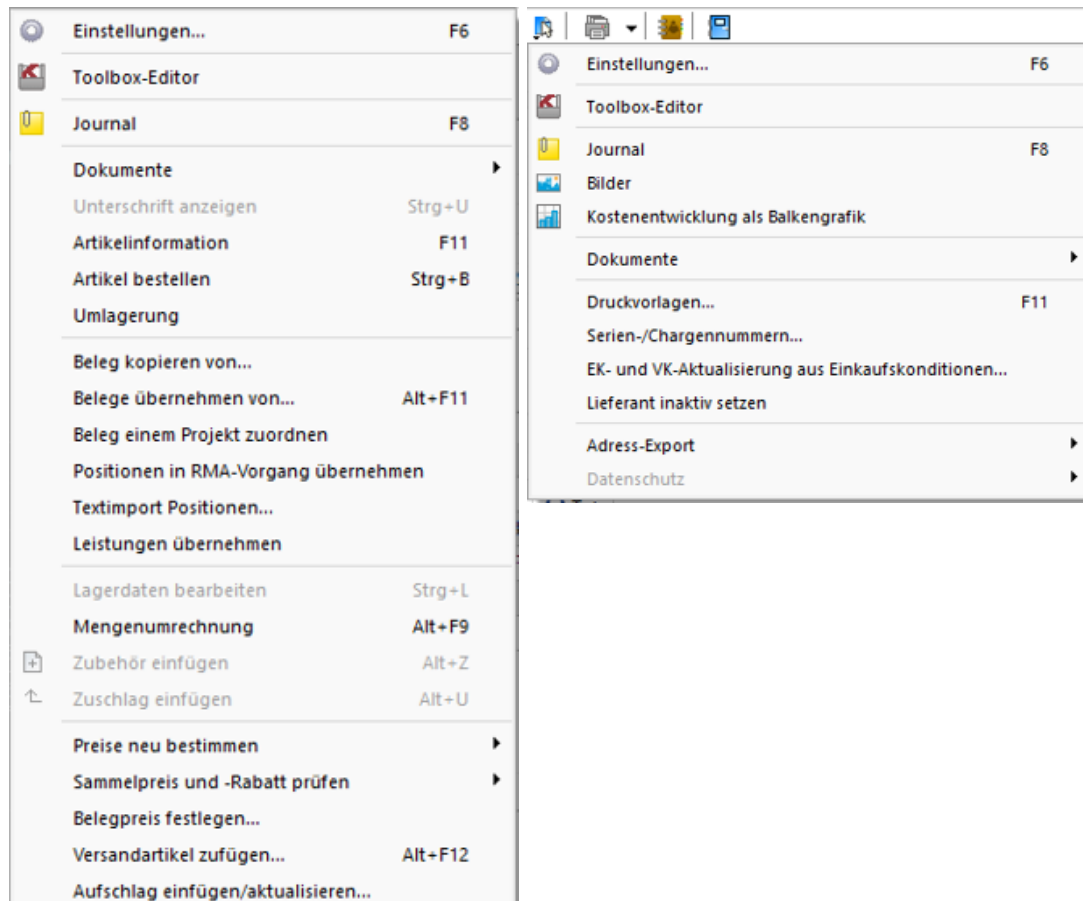 Einstellungen... F6
Toolbox-Editor
Journal F8
Dokumente
Unterschrift anzeigen Strg+U
Artikelinformation F11
Artikel bestellen Strg+B
Umlagerung
Beleg kopieren von...
Belege übernehmen von... Alt+F11
Beleg einem Projekt zuordnen
Positionen in RMA-Vorgang übernehmen
Textimport Positionen...
Leistungen übernehmen
Lagerdaten bearbeiten Strg+L
Mengenumrechnung Alt+F9
Zubehör einfügen Alt+Z
Zuschlag einfügen Alt+U
Preise neu bestimmen
Sammelpreis und -Rabatt prüfen
Belegpreis festlegen...
Versandartikel zufügen... Alt+F12
Aufschlag einfügen/aktualisieren...
Einstellungen... F6
Toolbox-Editor
Journal F8
Bilder
Kostenentwicklung als Balkengrafik
Dokumente
Druckvorlagen... F11
Serien-/Chargennummern...
EK- und VK-Aktualisierung aus Einkaufskonditionen...
Lieferant inaktiv setzen
Adress-Export
Datenschutz